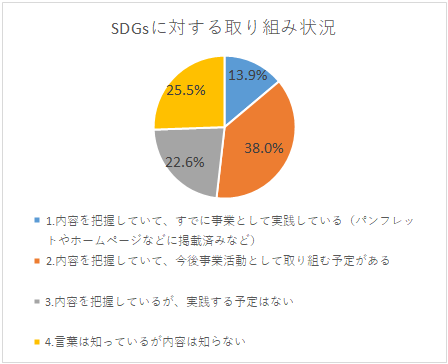 SDGsに対する取り組み状況
13.9%
25.5%
38.0%
22.6%
1.内容を把握していて、すでに事業として実践している（パンフレッ
トやホームページなどに掲載済みなど）
2.内容を把握していて、今後事業活動として取り組む予定がある
3.内容を把握しているが、実践する予定はない
4.言葉は知っているが内容は知らない